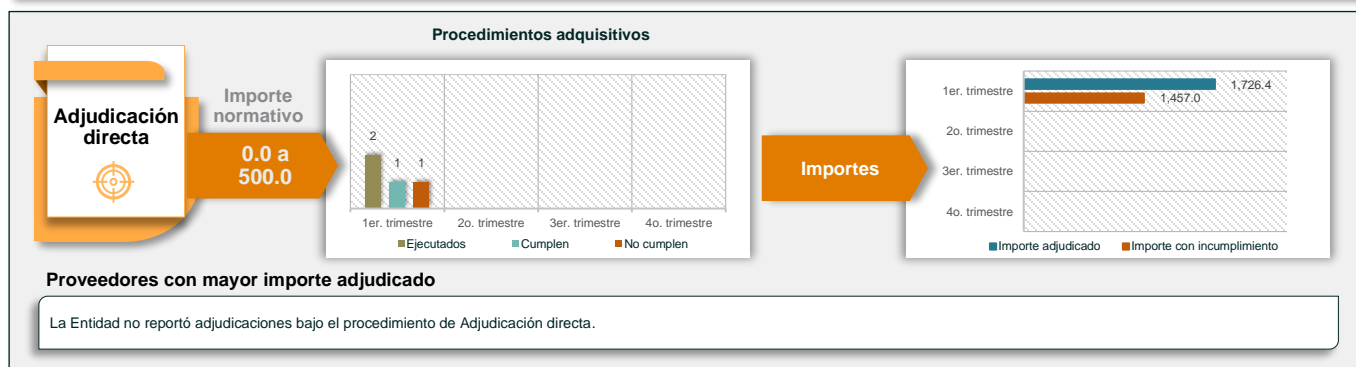 Procedimientos adquisitivos
Adjudicación
directa
Importe
normativo
0.0 a
500.0
2
1
1
1er. trimestre
2o. trimestre
3er. trimestre
4o. trimestre
Ejecutados
Cumplen
No cumplen
Importes
1er. trimestre
1,726.4
1,457.0
2o. trimestre
3er. trimestre
4o. trimestre
Importe adjudicado
Importe con incumplimiento
Proveedores con mayor importe adjudicado
La Entidad no reportó adjudicaciones bajo el procedimiento de Adjudicación directa.